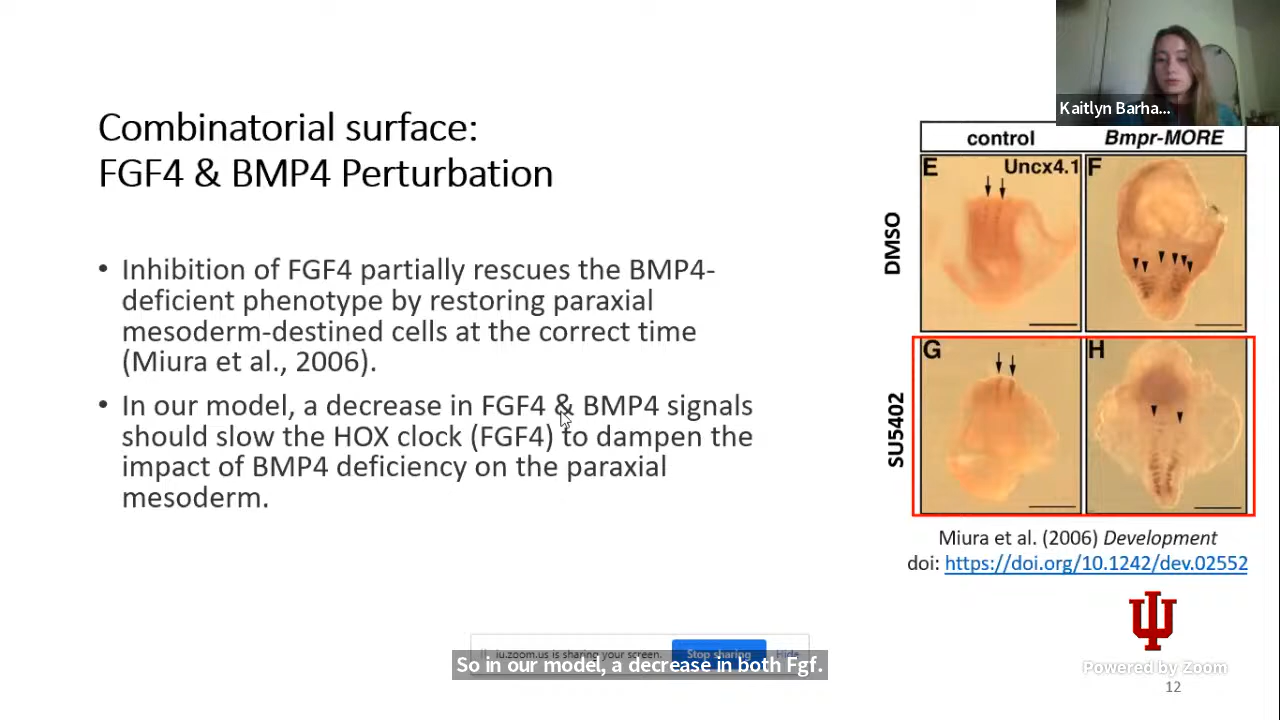 Kaitlyn Barha...
Combinatorial surface:
FGF4 & BMP4 Perturbation
• Inhibition of FGF4 partially rescues the BMP4-
deficient phenotype by restoring paraxial
mesoderm-destined cells at the correct time
(Miura et al., 2006).
• In our model, a decrease in FGF4 & BMP4 signals
should slow the HOX clock (FGF4) to dampen the
impact of BMP4 deficiency on the paraxial
mesoderm.
control
Bmpr-MORE
DMSO
E
Uncx4.1
F
SU5402
G
H
Miura et al. (2006) Development
doi: https://doi.org/10.1242/dev.02552
iu.zoom.us is sharing your screen.
Stop sharing
Hide
So in our model, a decrease in both Fgf.
Powered by Zoom
12